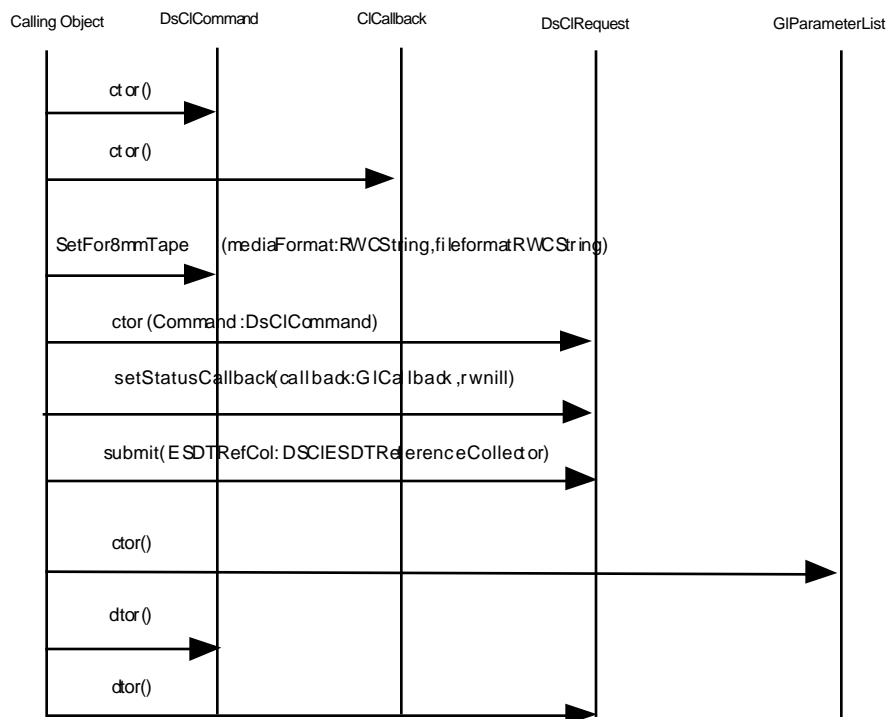 Calling Object DsClCommand ClCallback DsClRequest GlParameterList
ctor()
ctor()
SetFor8mmTape (mediaFormat:RWCString,fileformatRWCString)
ctor(Command:DsClCommand)
setStatusCallback(callback:GlCallback,rwnill)
submit(ESDTRefCol:DSClESDTReferenceCollector)
ctor()
dtor()
dtor()